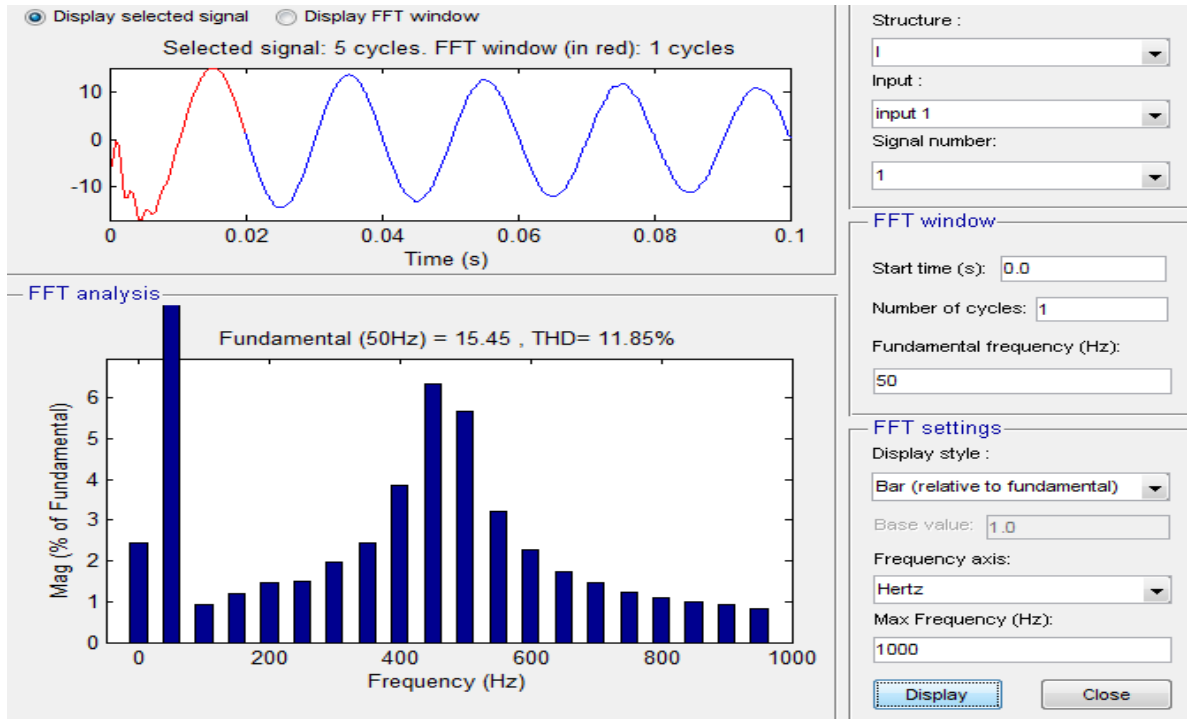 Display selected signal Display FFT window
Selected signal: 5 cycles. FFT window (in red): 1 cycles
10
0
-10
0 0.02 0.04 0.06 0.08 0.1
Time (s)
FFT analysis
Fundamental (50Hz) = 15.45 , THD= 11.85%
Mag (% of Fundamental)
6
5
4
3
2
1
0
0 200 400 600 800 1000
Frequency (Hz)
Structure :
I
Input :
input 1
Signal number:
1
FFT window
Start time (s): 0.0
Number of cycles: 1
Fundamental frequency (Hz):
50
FFT settings
Display style :
Bar (relative to fundamental)
Base value: 1.0
Frequency axis:
Hertz
Max Frequency (Hz):
1000
Display Close